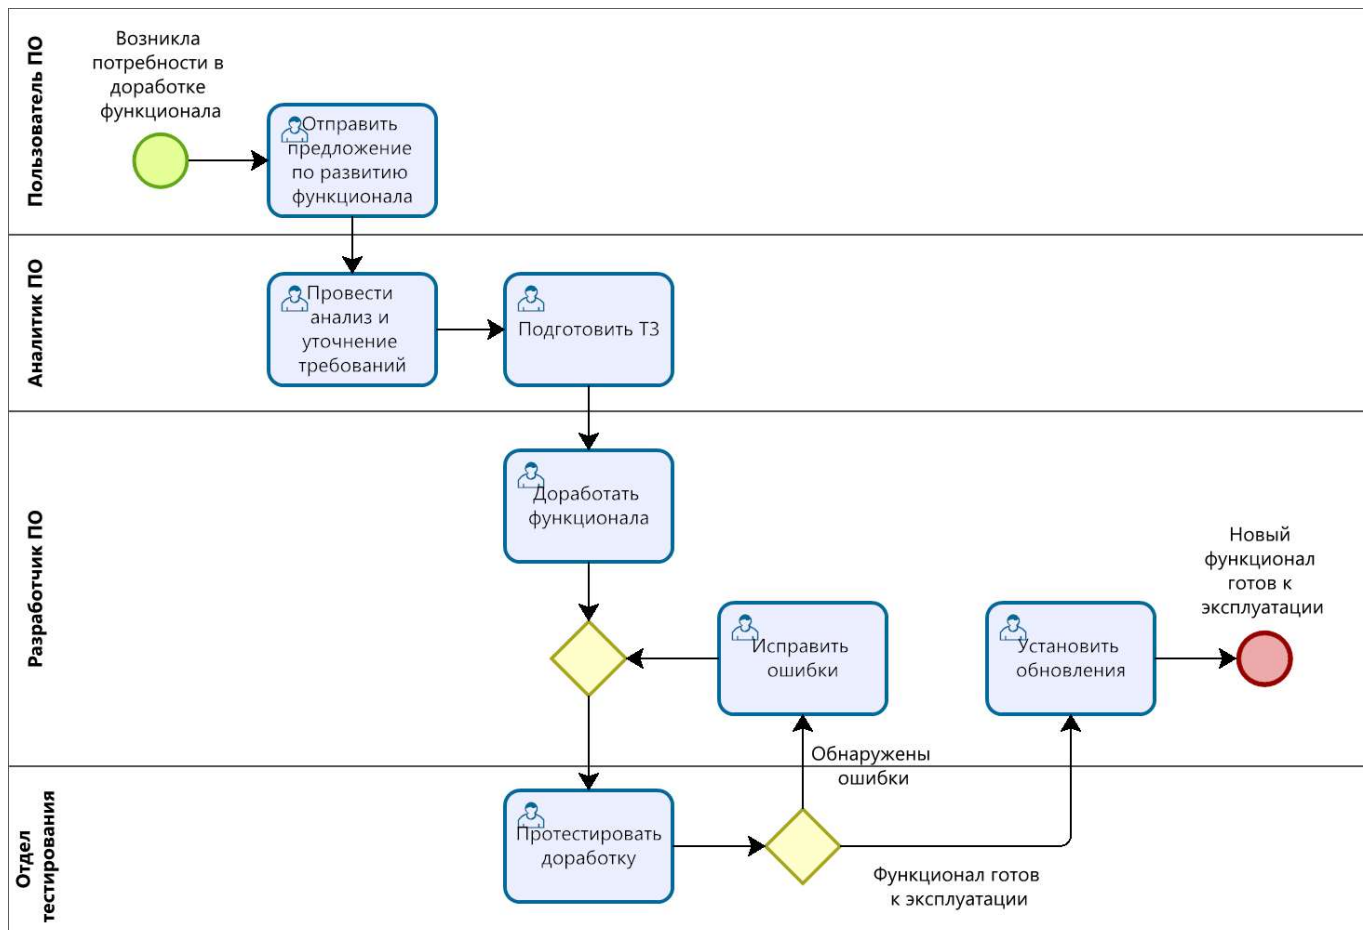 Пользователь ПО
Возникла
потребности в
доработке
функционала
Отправить
предложение
по развитию
функционала
Аналитик ПО
Провести
анализ и
уточнение
требований
Подготовить ТЗ
Разработчик ПО
Доработать
функционала
Исправить
ошибки
Установить
обновления
Новый
функционал
готов к
эксплуатации
Обнаружены
ошибки
Отдел
тестирования
Протестировать
доработку
Функционал готов
к эксплуатации